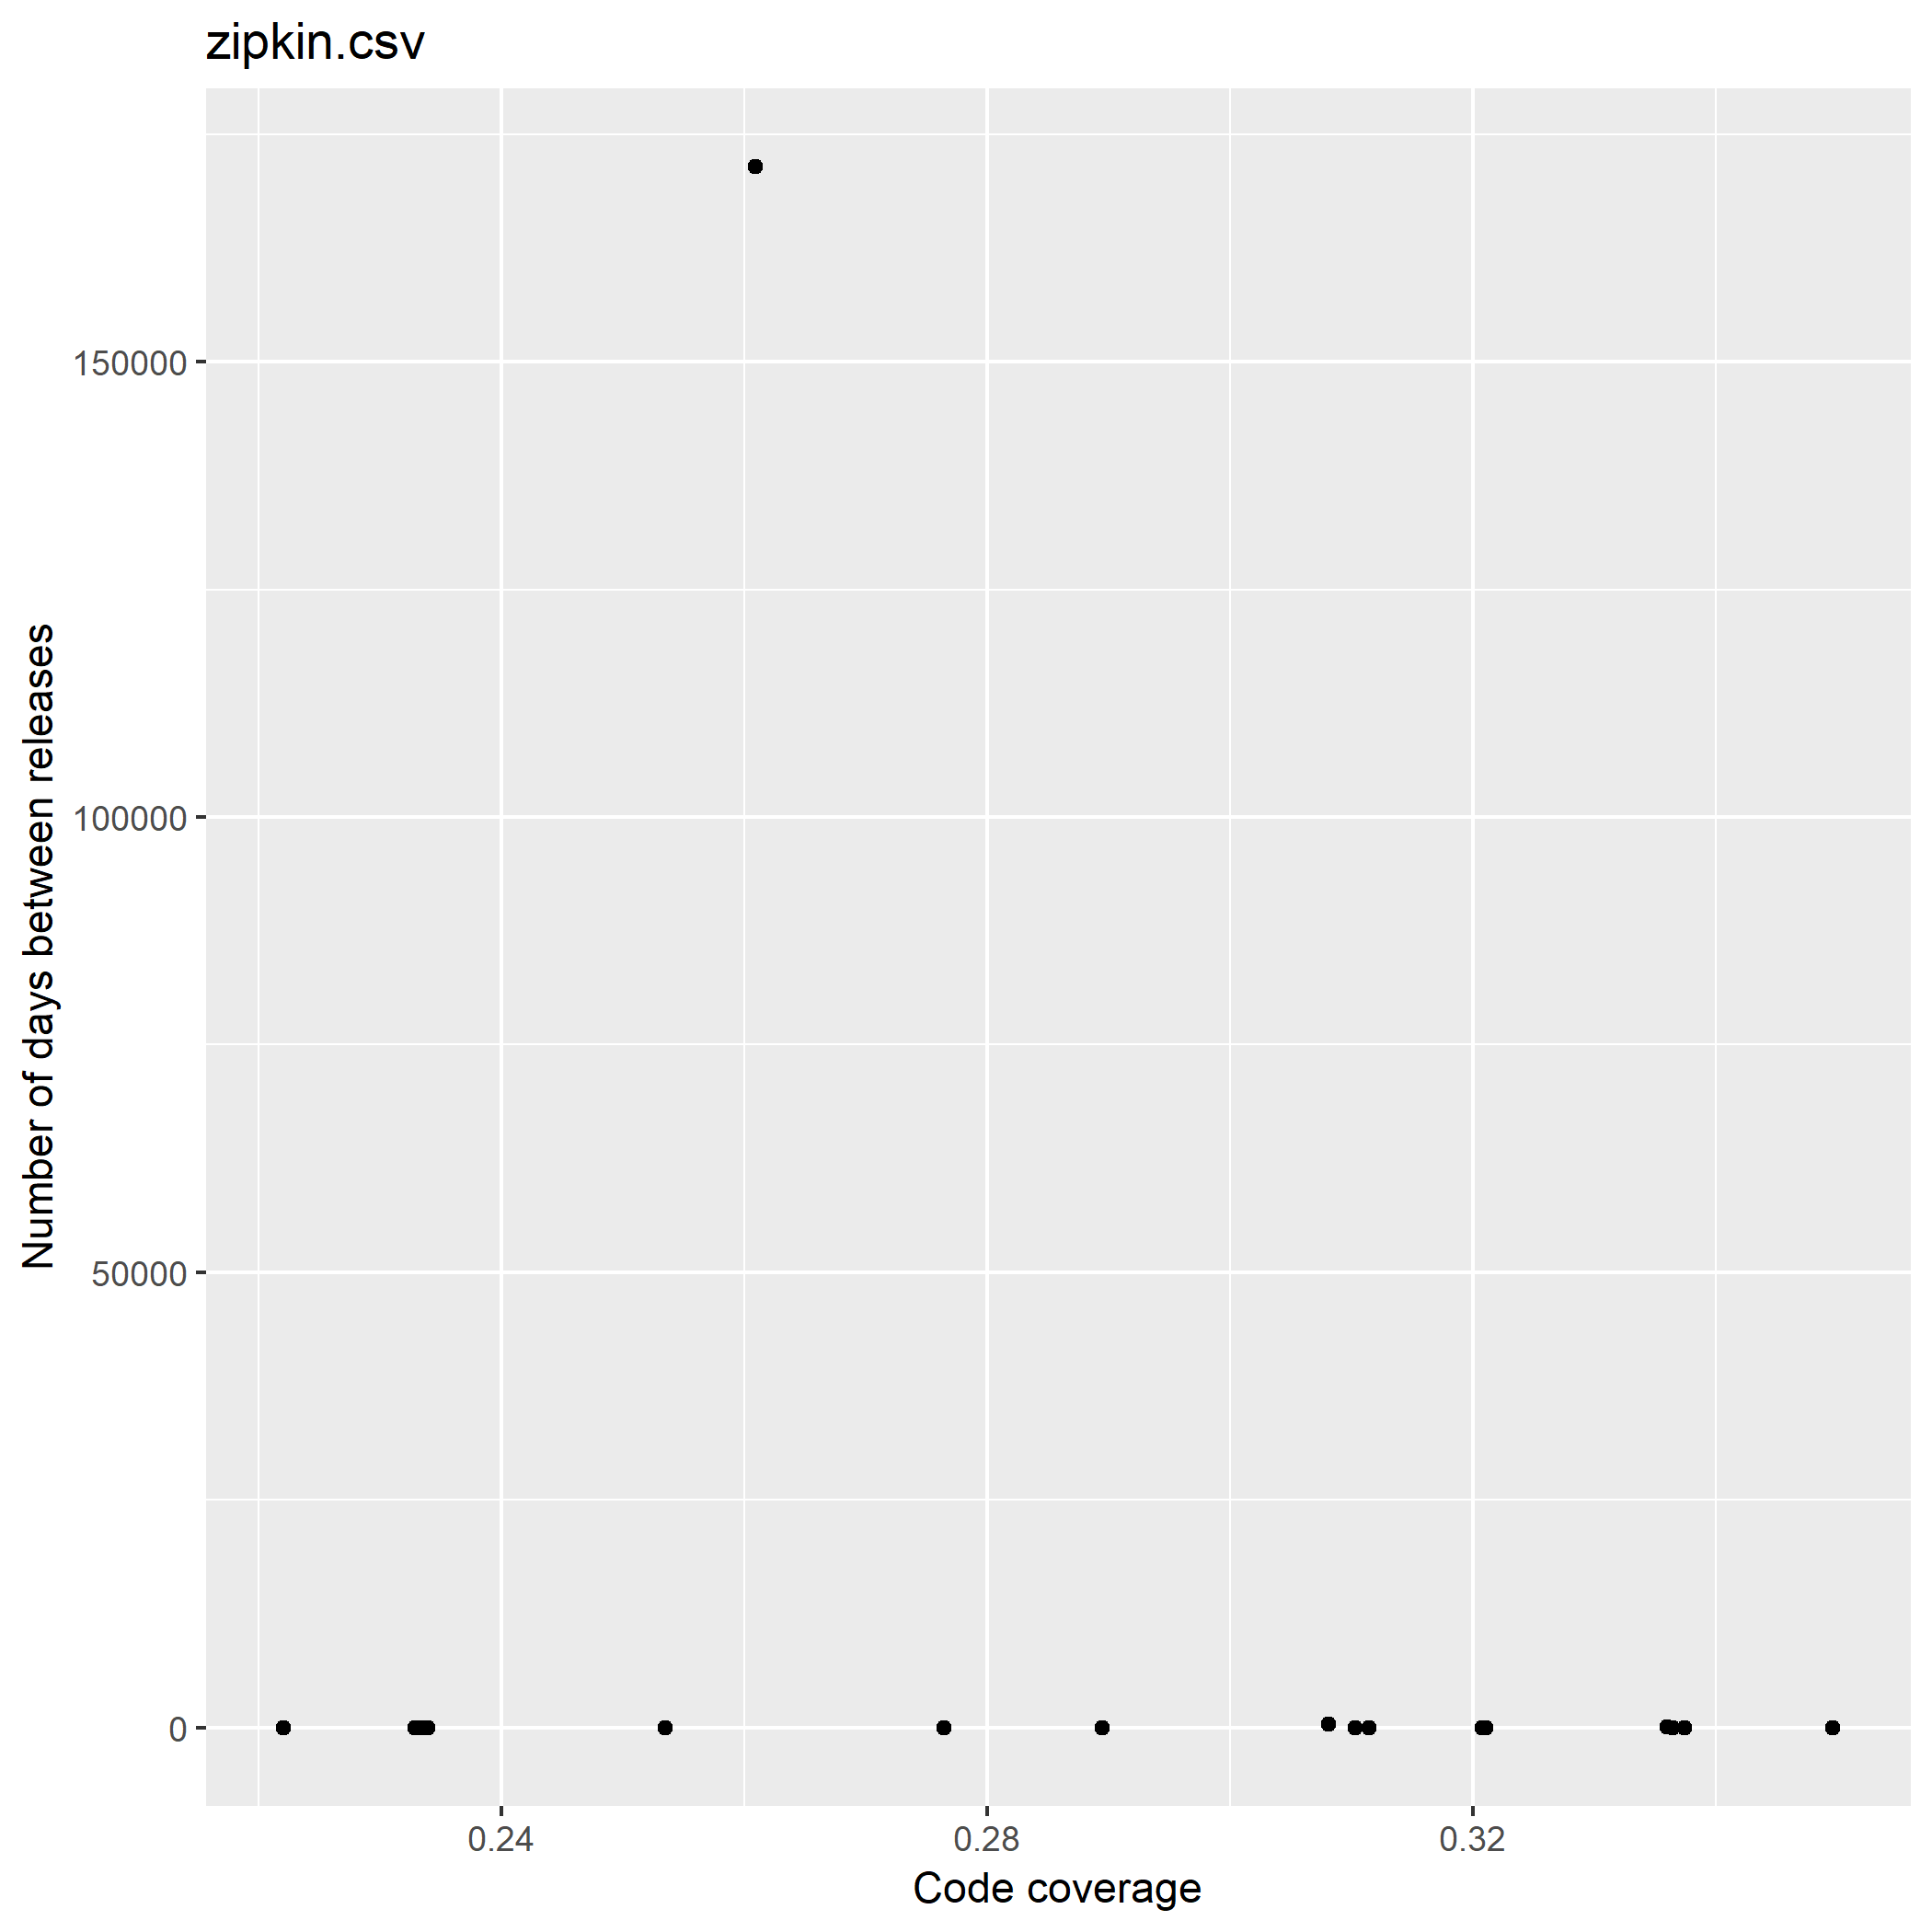 zipkin.csv
Number of days between releases
150000
100000
50000
0
0.24
0.28
0.32
Code coverage